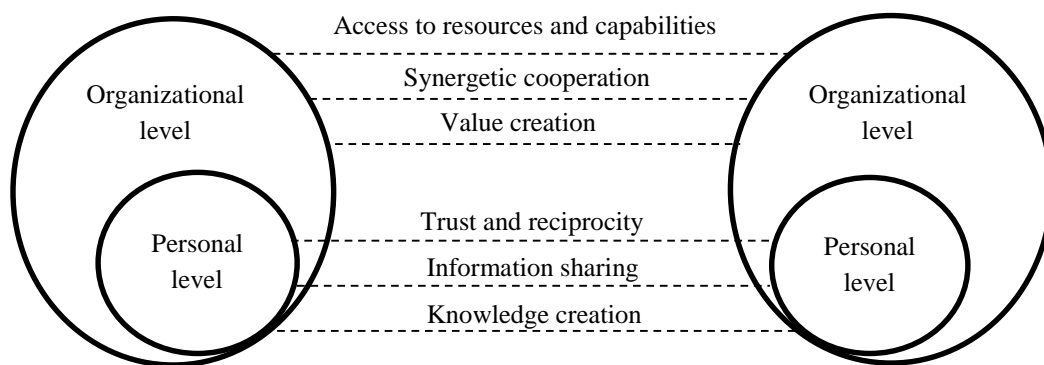 Access to resources and capabilities
Synergetic cooperation
Value creation
Organizational
level
Organizational
level
Trust and reciprocity
Information sharing
Knowledge creation
Personal
level
Personal
level